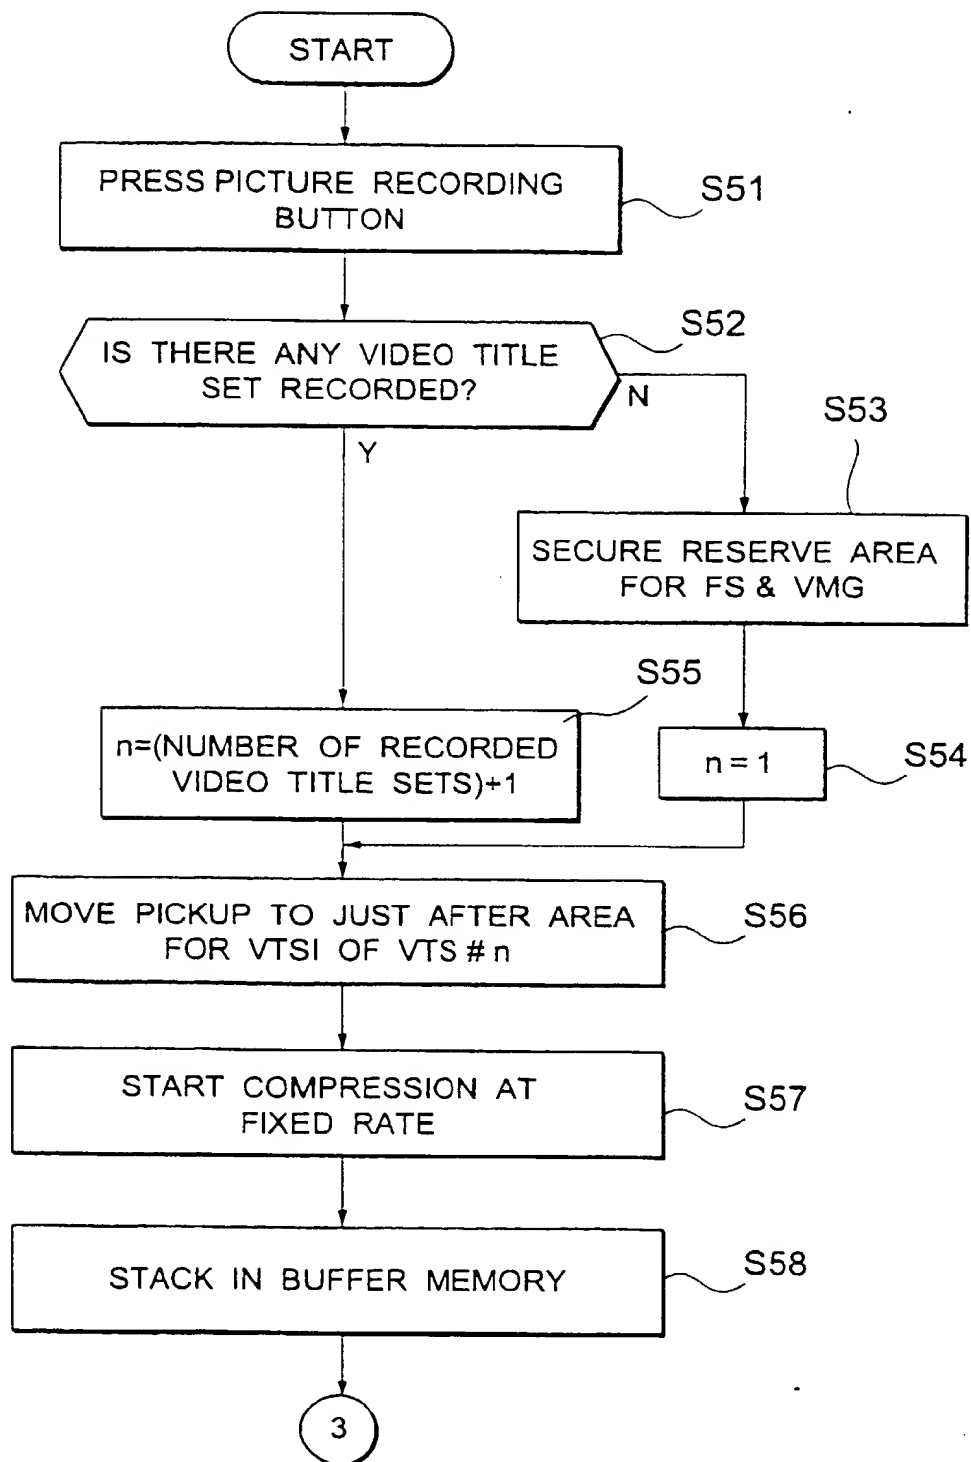 START
PRESS PICTURE RECORDING
BUTTON
S51
IS THERE ANY VIDEO TITLE
SET RECORDED?
S52
N
Y
S53
SECURE RESERVE AREA
FOR FS & VMG
S55
n=(NUMBER OF RECORDED
VIDEO TITLE SETS)+1
n = 1
S54
MOVE PICKUP TO JUST AFTER AREA
FOR VTSI OF VTS # n
S56
START COMPRESSION AT
FIXED RATE
S57
STACK IN BUFFER MEMORY
S58
3